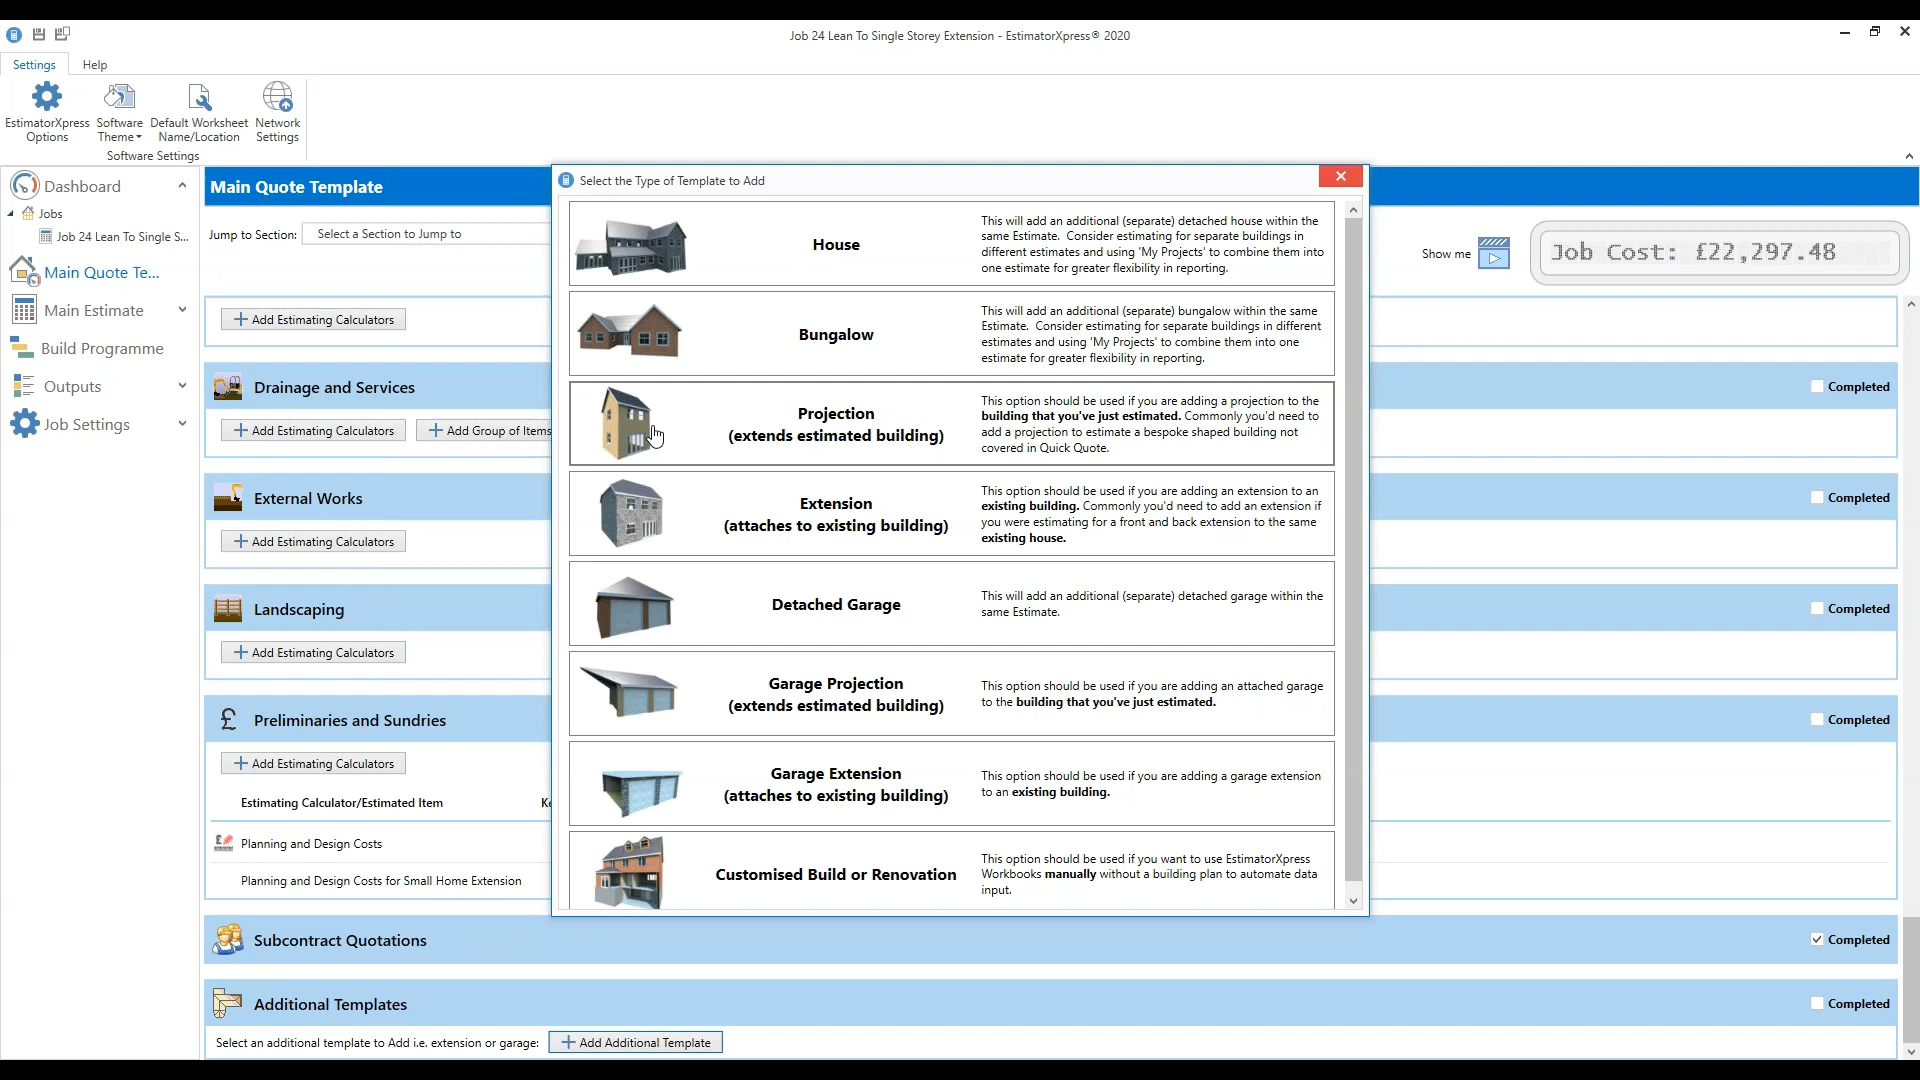 Job 24 Lean To Single Storey Extension - EstimatorXpress® 2020
Settings
Help
EstimatorXpress Options
Software Theme
Default Worksheet Name/Location
Network Settings
Software Settings
Dashboard
Jobs
Job 24 Lean To Single S...
Main Quote Te...
Main Estimate
Build Programme
Outputs
Job Settings
Main Quote Template
Jump to Section:
Select a Section to Jump to
Show me
Job Cost: £22,297.48
Add Estimating Calculators
Drainage and Services
Completed
Add Estimating Calculators
Add Group of Items
External Works
Completed
Add Estimating Calculators
Landscaping
Completed
Add Estimating Calculators
Preliminaries and Sundries
Completed
Add Estimating Calculators
Estimating Calculator/Estimated Item
Planning and Design Costs
Planning and Design Costs for Small Home Extension
Subcontract Quotations
Completed
Additional Templates
Completed
Select an additional template to Add i.e. extension or garage:
Add Additional Template
Select the Type of Template to Add
House
This will add an additional (separate) detached house within the
same Estimate. Consider estimating for separate buildings in
different estimates and using 'My Projects' to combine them into
one estimate for greater flexibility in reporting.
Bungalow
This will add an additional (separate) bungalow within the same
Estimate. Consider estimating for separate buildings in different
estimates and using 'My Projects' to combine them into one
estimate for greater flexibility in reporting.
Projection
(extends estimated building)
This option should be used if you are adding a projection to the
building that you've just estimated. Commonly you'd need to
add a projection to estimate a bespoke shaped building not
covered in Quick Quote.
Extension
(attaches to existing building)
This option should be used if you are adding an extension to an
existing building. Commonly you'd need to add an extension if
you were estimating for a front and back extension to the same
existing house.
Detached Garage
This will add an additional (separate) detached garage within the
same Estimate.
Garage Projection
(extends estimated building)
This option should be used if you are adding an attached garage
to the building that you've just estimated.
Garage Extension
(attaches to existing building)
This option should be used if you are adding a garage extension
to an existing building.
Customised Build or Renovation
This option should be used if you want to use EstimatorXpress
Workbooks manually without a building plan to automate data
input.